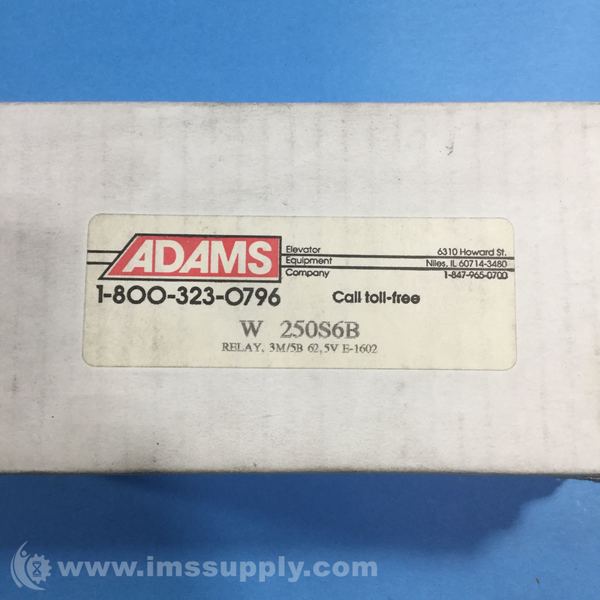 ADAMS
Elevator
Equipment
Company
6310 Howard St.
Niles, IL 60714-3480
1-847-965-0700
1-800-323-0796 Call toll-free
W 250S6B
RELAY, 3M/5B 62,5V E-1602
www.imssupply.com